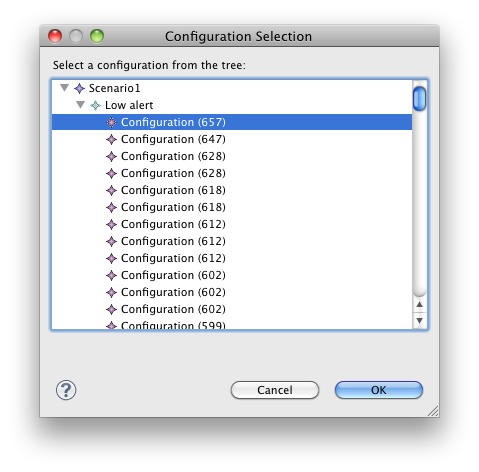 Configuration Selection
Select a configuration from the tree:
Scenario1
Low alert
Configuration (657)
Configuration (647)
Configuration (628)
Configuration (628)
Configuration (618)
Configuration (618)
Configuration (612)
Configuration (612)
Configuration (612)
Configuration (602)
Configuration (602)
Configuration (602)
Configuration (599)
?
Cancel
OK